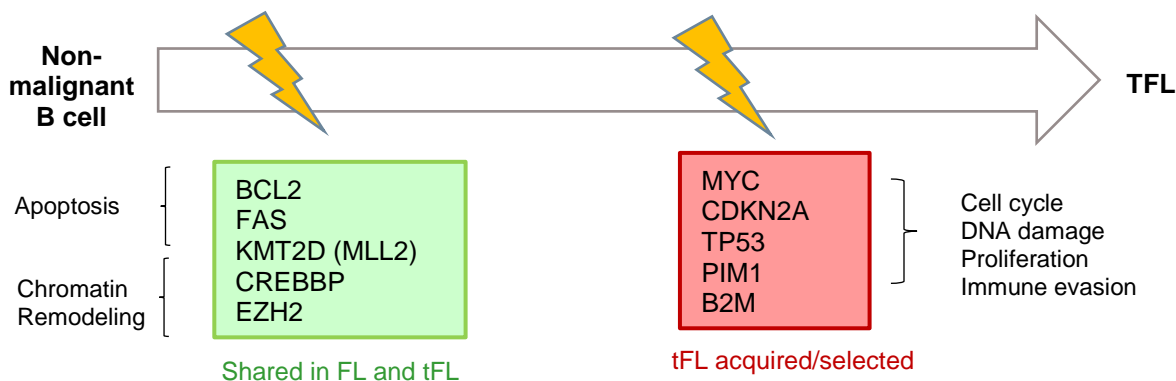 Non-
malignant
B cell
TFL
Apoptosis
Chromatin
Remodeling
BCL2
FAS
KMT2D (MLL2)
CREBBP
EZH2
Shared in FL and tFL
MYC
CDKN2A
TP53
PIM1
B2M
tFL acquired/selected
Cell cycle
DNA damage
Proliferation
Immune evasion